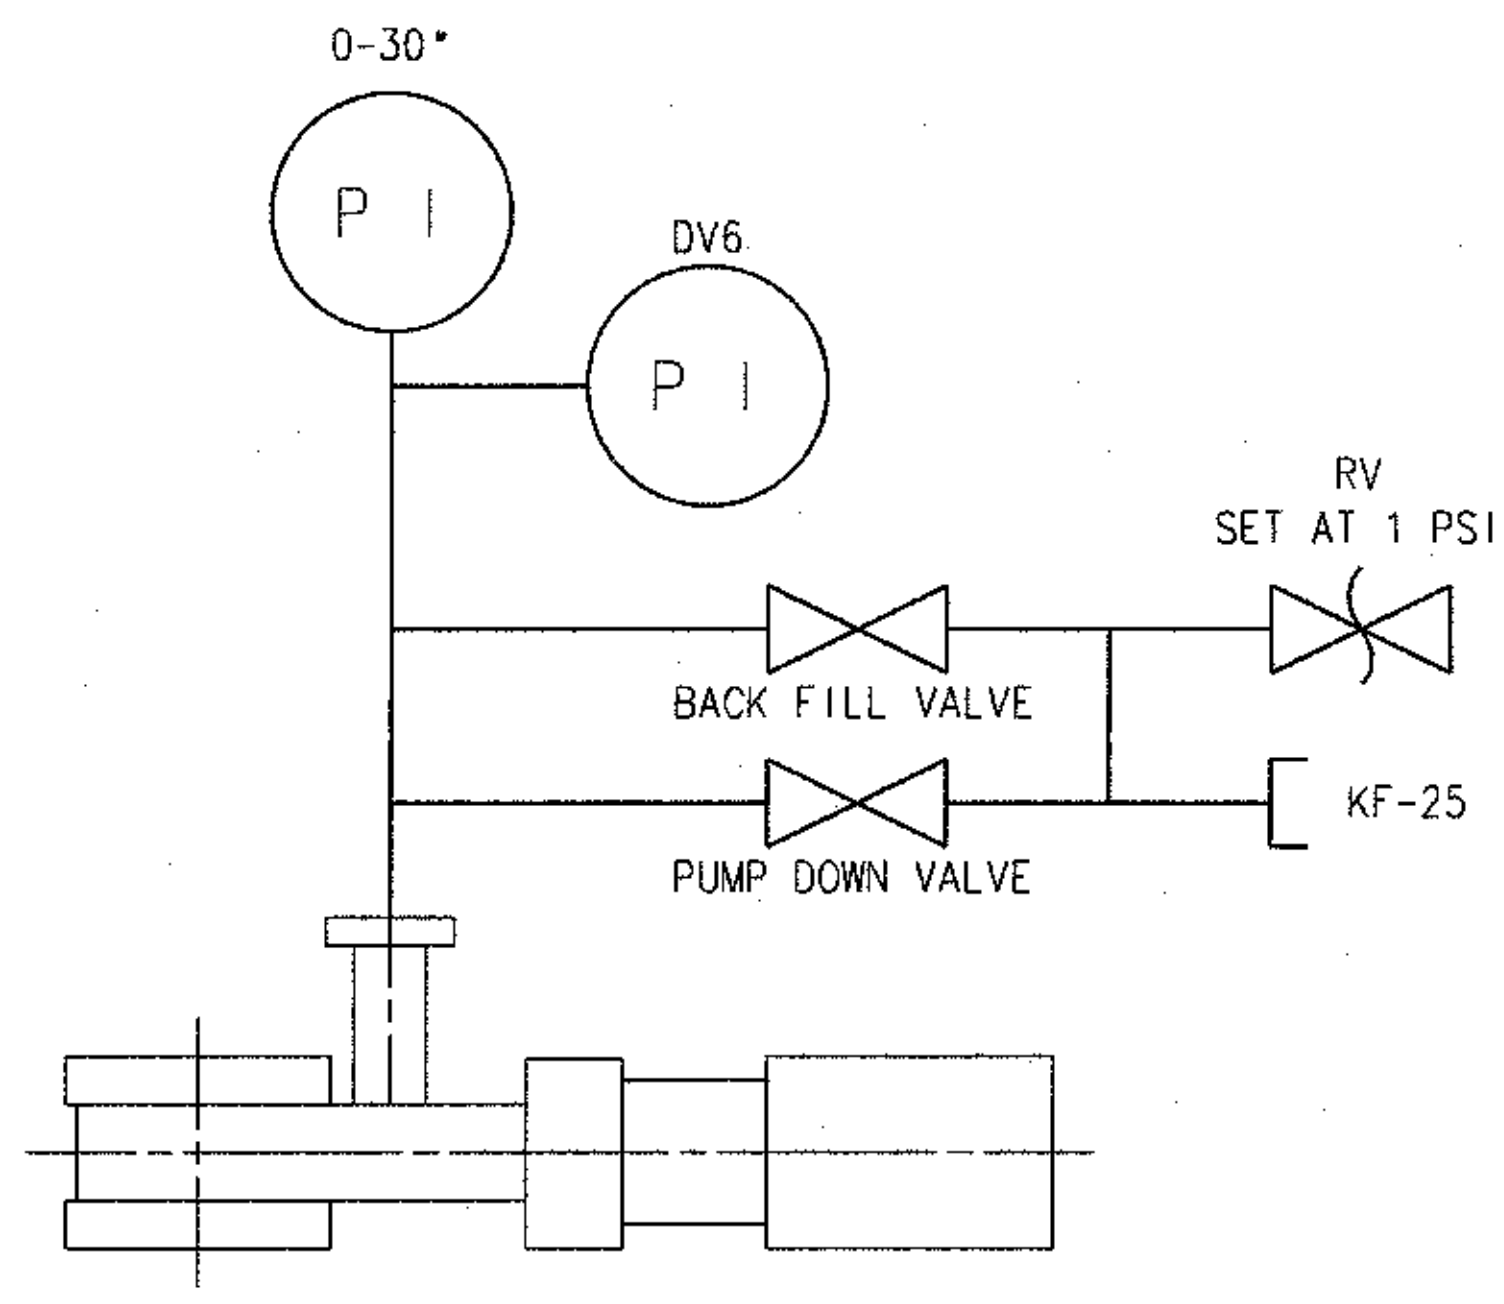 0-30"
P I
DV6
P I
RV
SET AT 1 PSI
BACK FILL VALVE
KF-25
PUMP DOWN VALVE